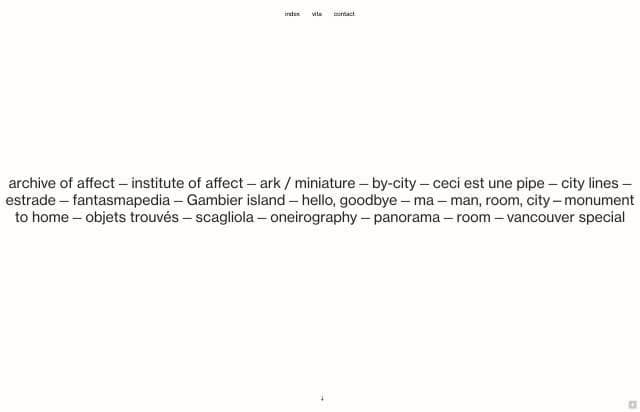 index vita contact
archive of affect – institute of affect – ark / miniature – by-city – ceci est une pipe – city lines –
estrade – fantasmapedia – Gambier island – hello, goodbye – ma – man, room, city – monument
to home – objets trouvés – scagliola – oneirography – panorama – room – vancouver special
↓